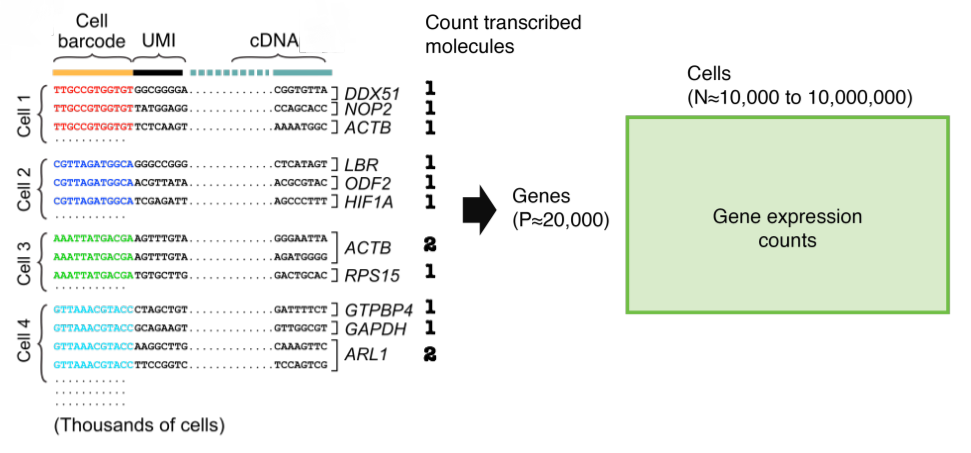 Cell
barcode UMI cDNA
Count transcribed
molecules
Cell 1
TTGCCGTGGTGTGGCGGGGA............CGGTGTTA DDX51 1
TTGCCGTGGTGTTATGGAGG............CCAGCACC NOP2 1
TTGCCGTGGTGTTCTCAAGT............AAAATGGC ACTB 1
...........
Cell 2
CGTTAGATGGCAGGGCCGGG............CTCATAGT LBR 1
CGTTAGATGGCAACGTTATA............ACGCGTAC ODF2 1
CGTTAGATGGCATCGAGATT............AGCCCTTT HIF1A 1
...........
Cell 3
AAATTATGACGAAGTTTGTA............GGGAATTA ACTB 2
AAATTATGACGAAGTTTGTA............AGATGGGG
AAATTATGACGATGTGCTTG............GACTGCAC RPS15 1
...........
Cell 4
GTTAAACGTACCCTAGCTGT............GATTTTCT GTPBP4 1
GTTAAACGTACCGCAGAAGT............GTTGGCGT GAPDH 1
GTTAAACGTACCAAGGCTTG............CAAAGTTC ARL1 2
GTTAAACGTACCTTCCGGTC............TCCAGTCG
...........
...........
...........
(Thousands of cells)
Genes
(P≈20,000)
Cells
(N≈10,000 to 10,000,000)
Gene expression
counts